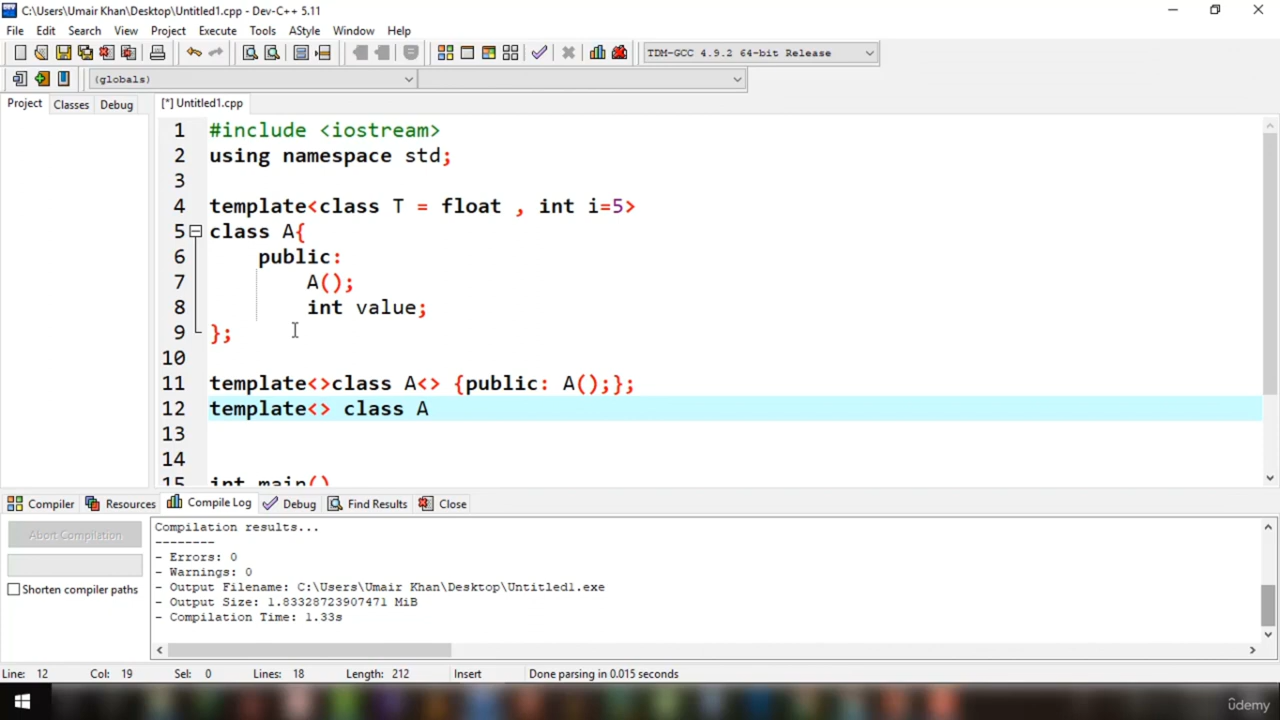 C:\Users\Umair Khan\Desktop\Untitled1.cpp - Dev-C++ 5.11
File Edit Search View Project Execute Tools AStyle Window Help
TDM-GCC 4.9.2 64-bit Release
(globals)
Project Classes Debug [*] Untitled1.cpp
1 #include <iostream>
2 using namespace std;
3
4 template<class T = float , int i=5>
5 class A{
6 public:
7 A();
8 int value;
9 };
10
11 template<>class A<> {public: A();};
12 template<> class A
13
14
15 int main()
Compiler Resources Compile Log Debug Find Results Close
Abort Compilation
Shorten compiler paths
Compilation results...
--------
- Errors: 0
- Warnings: 0
- Output Filename: C:\Users\Umair Khan\Desktop\Untitled1.exe
- Output Size: 1.83328723907471 MiB
- Compilation Time: 1.33s
Line: 12 Col: 19 Sel: 0 Lines: 18 Length: 212 Insert Done parsing in 0.015 seconds
ûdemy